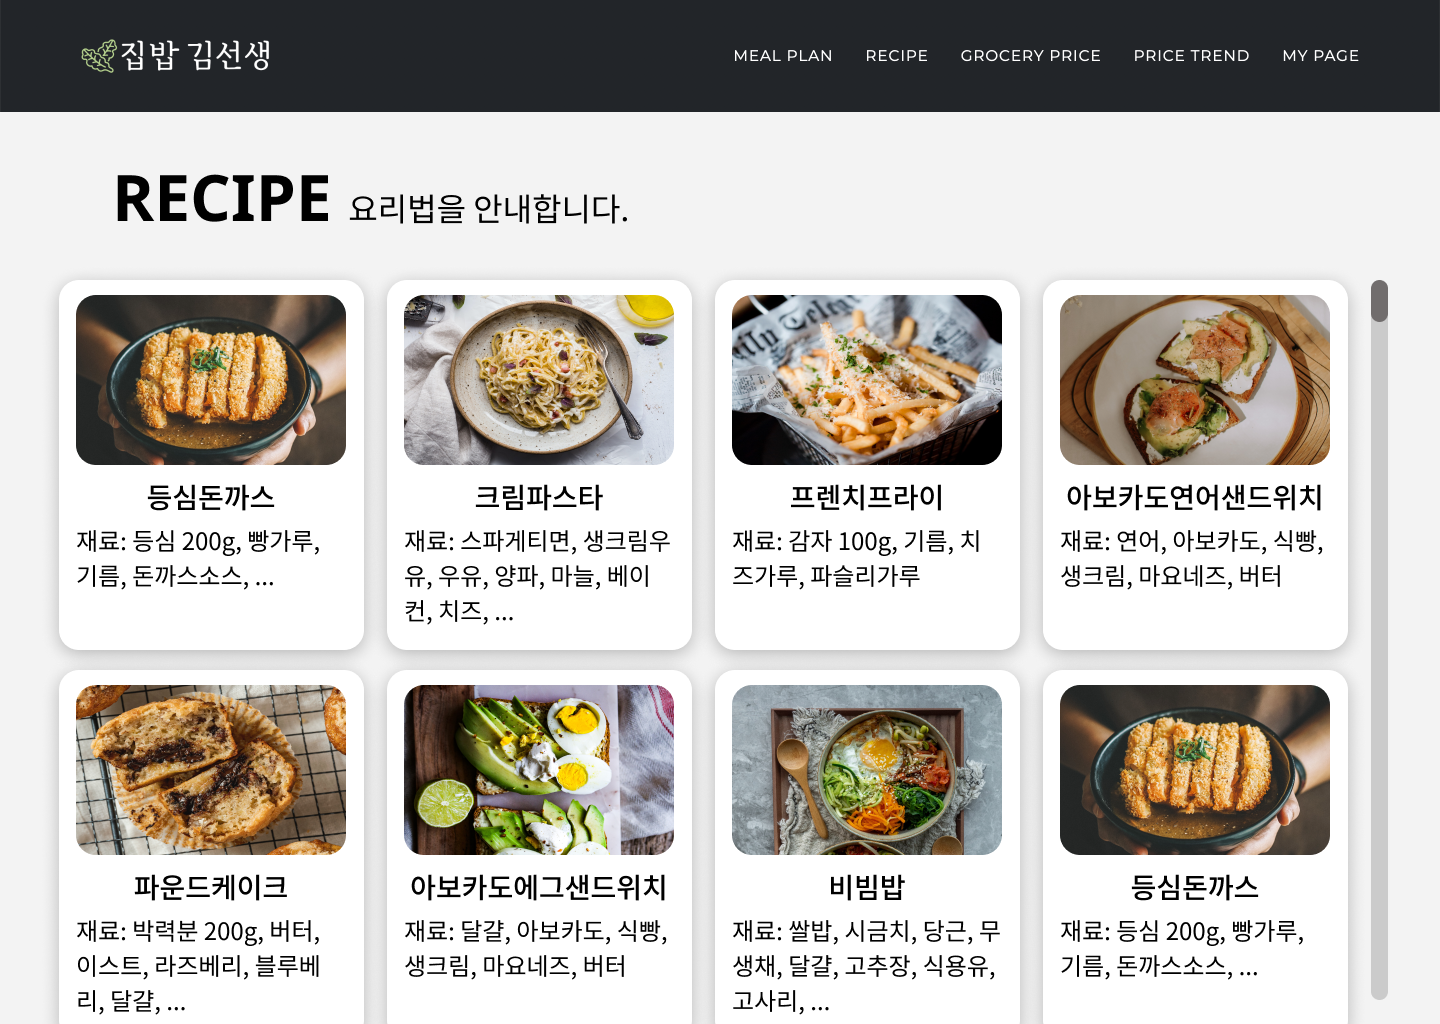 집밥 김선생
MEAL PLAN
RECIPE
GROCERY PRICE
PRICE TREND
MY PAGE
RECIPE 요리법을 안내합니다.
등심돈까스
재료: 등심 200g, 빵가루,
기름, 돈까스소스, ...
크림파스타
재료: 스파게티면, 생크림우
유, 우유, 양파, 마늘, 베이
컨, 치즈, ...
프렌치프라이
재료: 감자 100g, 기름, 치
즈가루, 파슬리가루
아보카도연어샌드위치
재료: 연어, 아보카도, 식빵,
생크림, 마요네즈, 버터
파운드케이크
재료: 박력분 200g, 버터,
이스트, 라즈베리, 블루베
리, 달걀, ...
아보카도에그샌드위치
재료: 달걀, 아보카도, 식빵,
생크림, 마요네즈, 버터
비빔밥
재료: 쌀밥, 시금치, 당근, 무
생채, 달걀, 고추장, 식용유,
고사리, ...
등심돈까스
재료: 등심 200g, 빵가루,
기름, 돈까스소스, ...